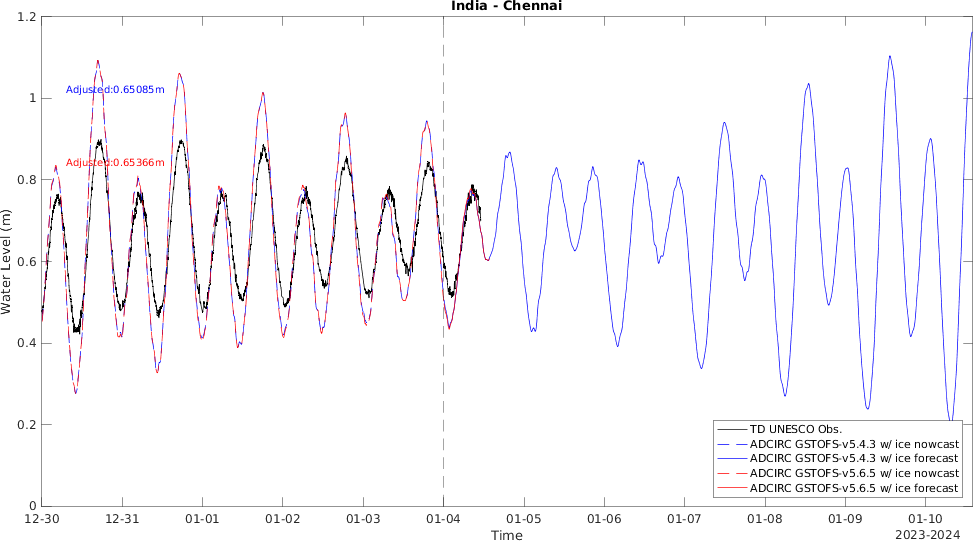 India - Chennai
1.2
1
0.8
0.6
0.4
0.2
0
Water Level (m)
Adjusted:0.65085m
Adjusted:0.65366m
TD UNESCO Obs.
ADCIRC GSTOFS-v5.4.3 w/ ice nowcast
ADCIRC GSTOFS-v5.4.3 w/ ice forecast
ADCIRC GSTOFS-v5.6.5 w/ ice nowcast
ADCIRC GSTOFS-v5.6.5 w/ ice forecast
12-30 12-31 01-01 01-02 01-03 01-04 01-05 01-06 01-07 01-08 01-09 01-10
Time
2023-2024